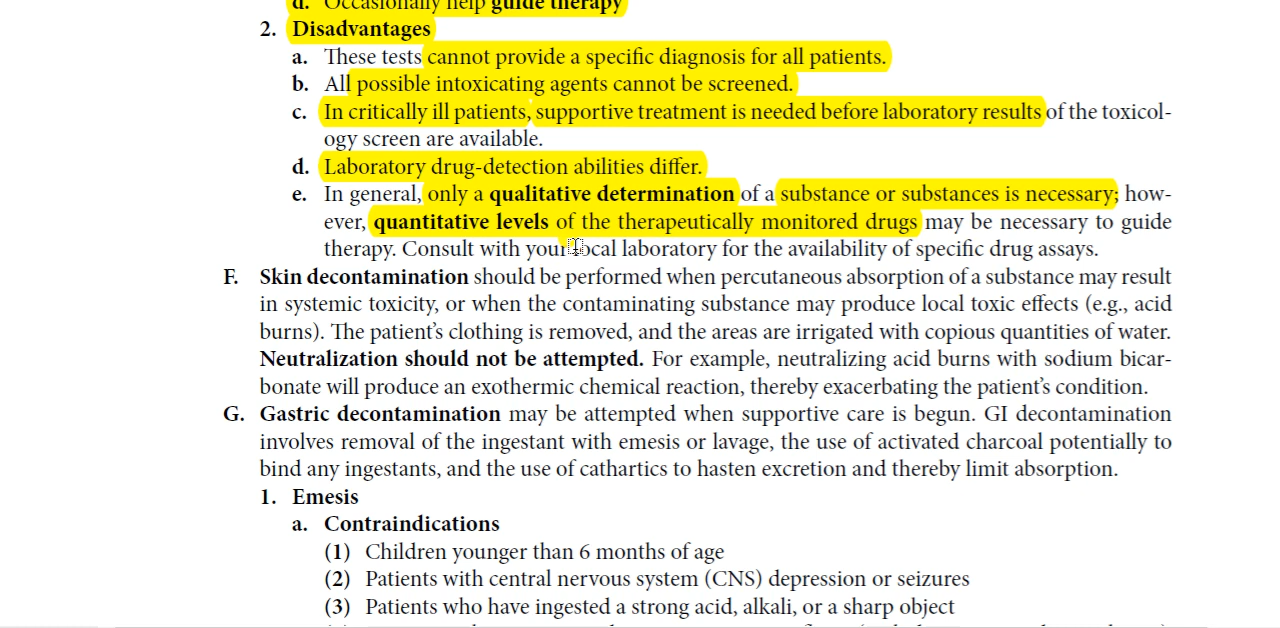 d. Occasionally help guide therapy
2. Disadvantages
a. These tests cannot provide a specific diagnosis for all patients.
b. All possible intoxicating agents cannot be screened.
c. In critically ill patients, supportive treatment is needed before laboratory results of the toxicol-
ogy screen are available.
d. Laboratory drug-detection abilities differ.
e. In general, only a qualitative determination of a substance or substances is necessary; how-
ever, quantitative levels of the therapeutically monitored drugs may be necessary to guide
therapy. Consult with your local laboratory for the availability of specific drug assays.
F. Skin decontamination should be performed when percutaneous absorption of a substance may result
in systemic toxicity, or when the contaminating substance may produce local toxic effects (e.g., acid
burns). The patient's clothing is removed, and the areas are irrigated with copious quantities of water.
Neutralization should not be attempted. For example, neutralizing acid burns with sodium bicar-
bonate will produce an exothermic chemical reaction, thereby exacerbating the patient's condition.
G. Gastric decontamination may be attempted when supportive care is begun. GI decontamination
involves removal of the ingestant with emesis or lavage, the use of activated charcoal potentially to
bind any ingestants, and the use of cathartics to hasten excretion and thereby limit absorption.
1. Emesis
a. Contraindications
(1) Children younger than 6 months of age
(2) Patients with central nervous system (CNS) depression or seizures
(3) Patients who have ingested a strong acid, alkali, or a sharp object